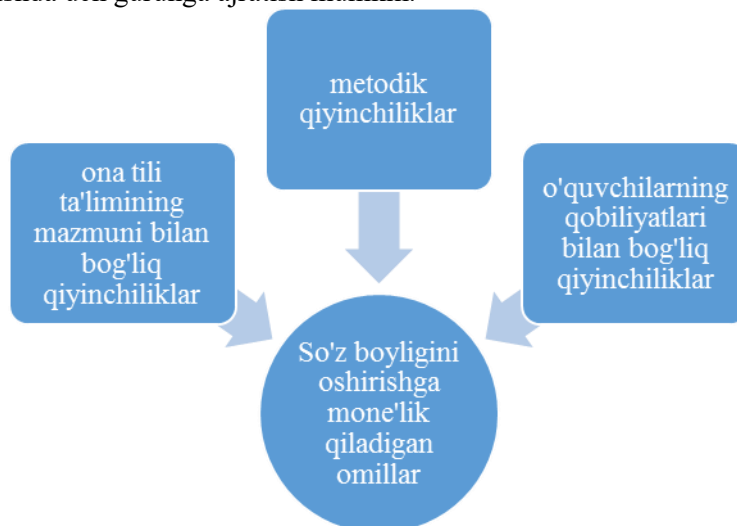 metodik
qiyinchiliklar
ona tili
ta'limining
mazmuni bilan
bog'liq
qiyinchiliklar
o'quvchilarning
qobiliyatlari
bilan bog'liq
qiyinchiliklar
So'z boyligini
oshirishga
mone'lik
qiladigan
omillar